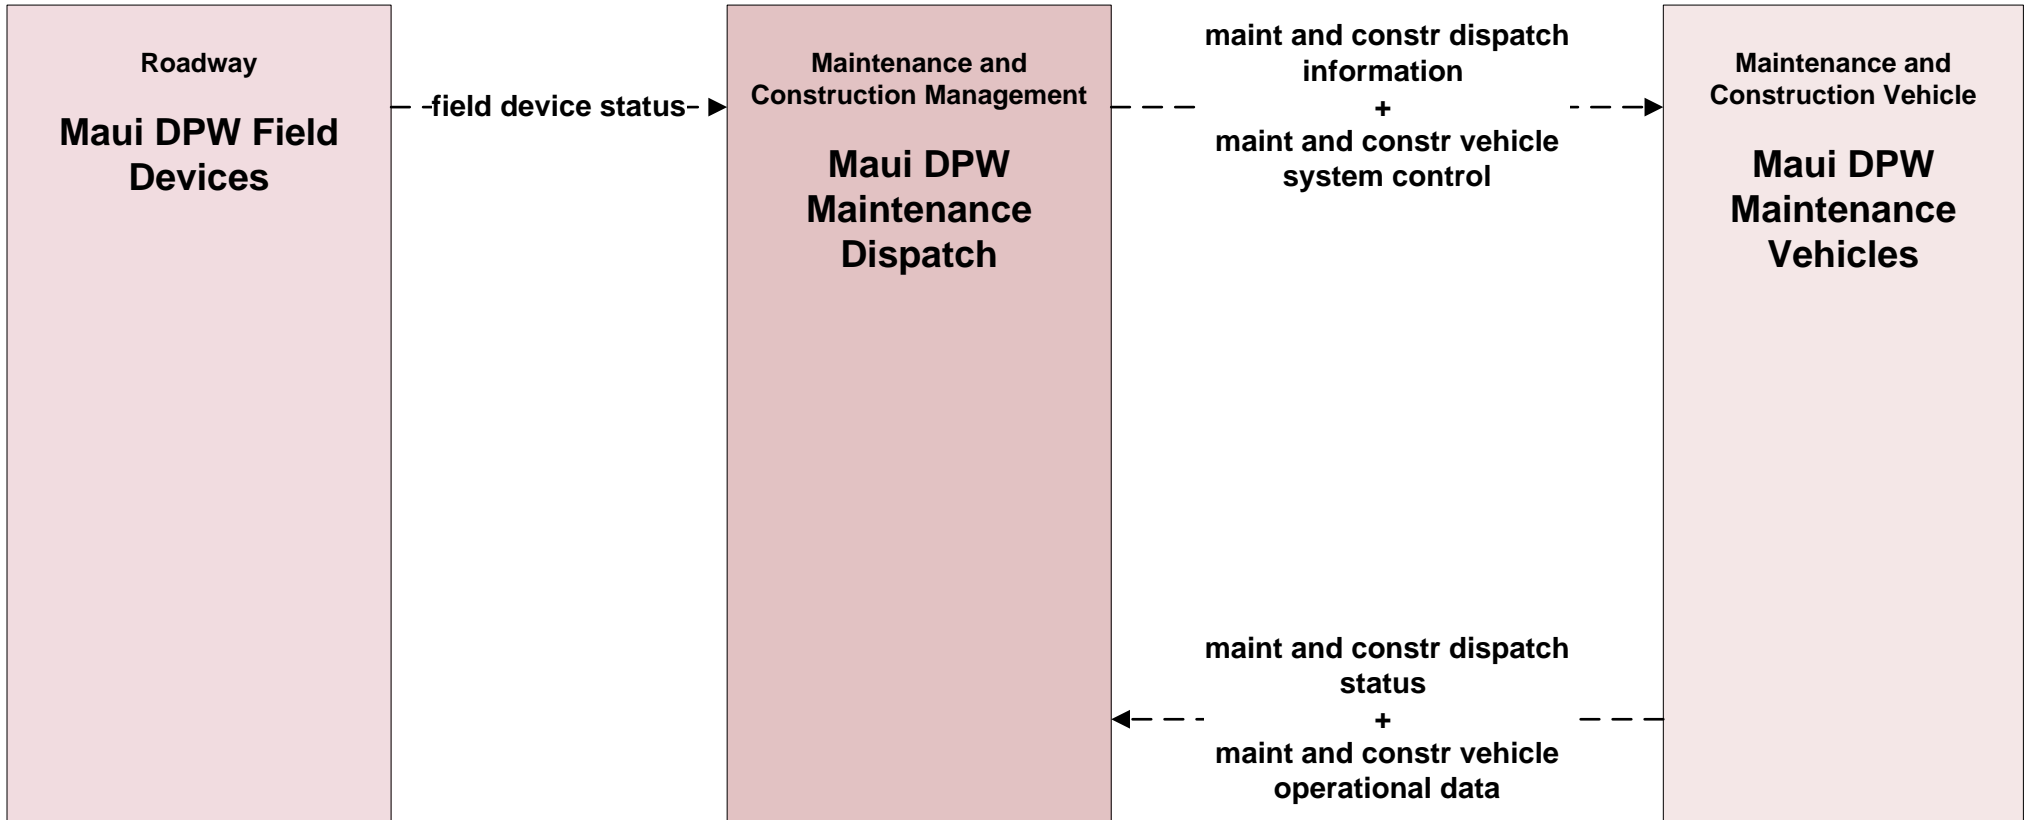 Roadway
Maui DPW Field
Devices
field device status
Maintenance and
Construction Management
Maui DPW
Maintenance
Dispatch
maint and constr dispatch
information
+
maint and constr vehicle
system control
Maintenance and
Construction Vehicle
Maui DPW
Maintenance
Vehicles
maint and constr dispatch
status
+
maint and constr vehicle
operational data